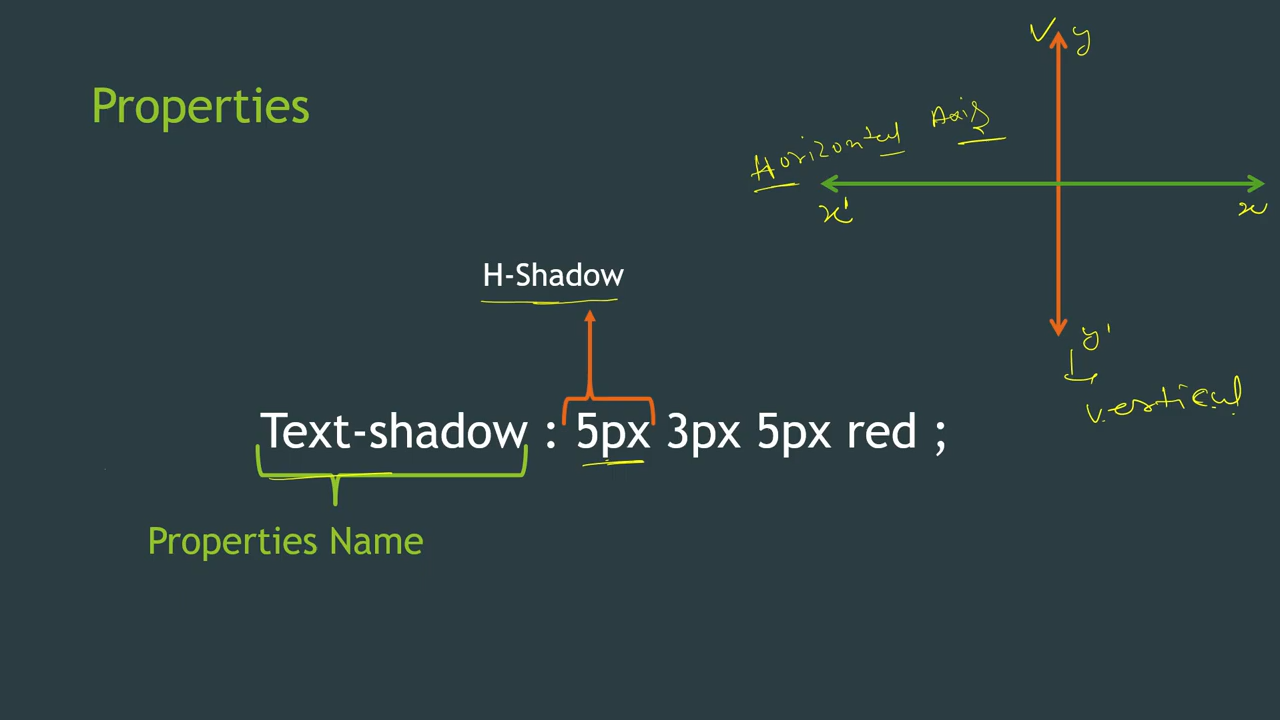 Properties
V y
Horizontal Axis
x'
x
H-Shadow
y'
vertical
Text-shadow : 5px 3px 5px red ;
Properties Name